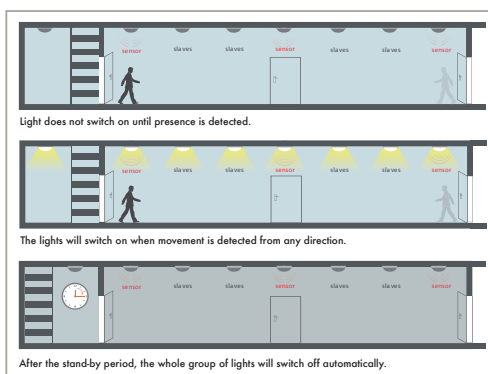 sensor slaves slaves sensor slaves slaves sensor
Light does not switch on until presence is detected.
sensor slaves slaves sensor slaves slaves sensor
The lights will switch on when movement is detected from any direction.
sensor slaves slaves sensor slaves slaves sensor
After the stand-by period, the whole group of lights will switch off automatically.